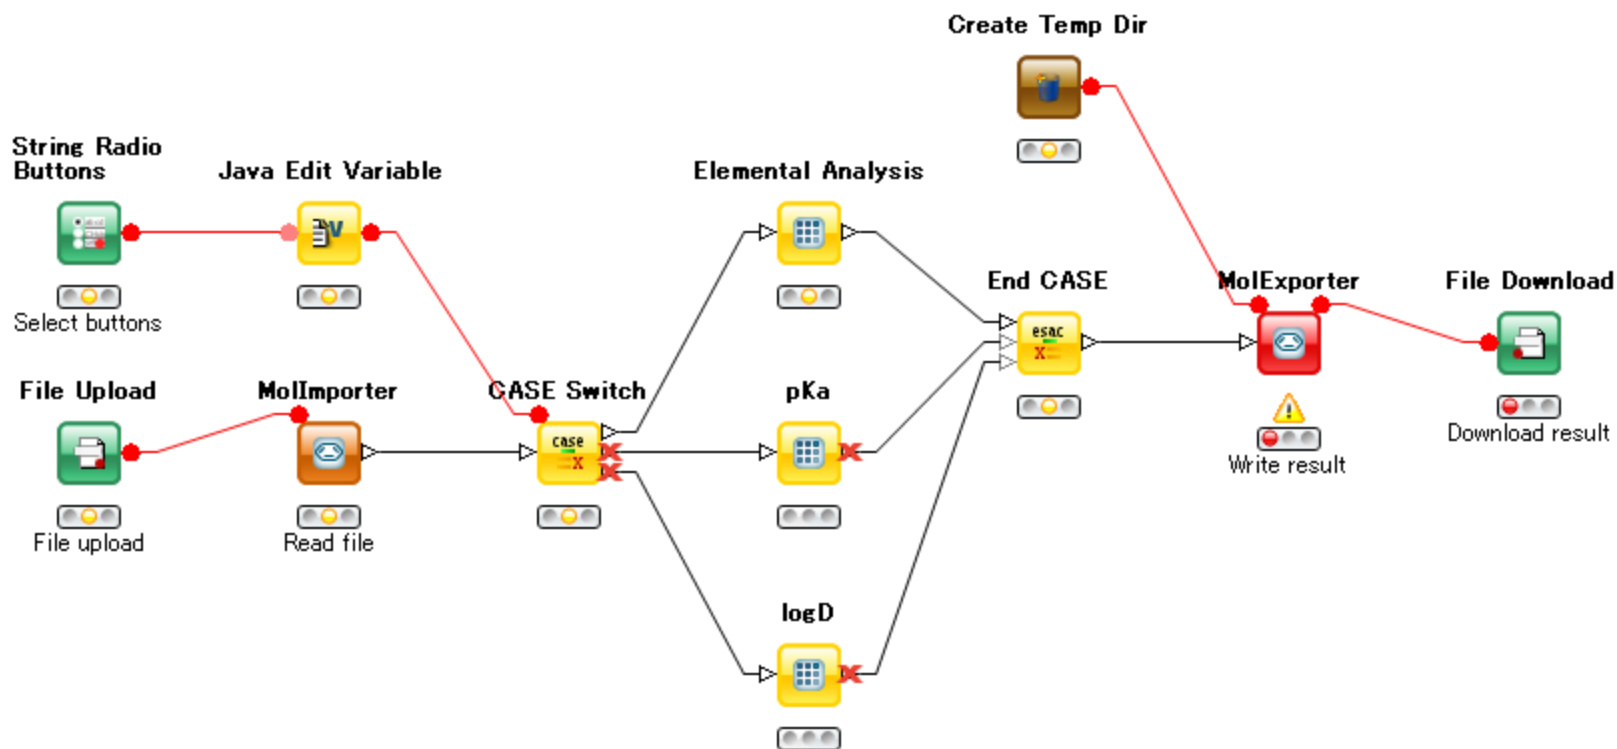 Create Temp Dir
String Radio
Buttons
Java Edit Variable
Elemental Analysis
V
Select buttons
End CASE
MolExporter
File Download
esac
X
File Upload
MolImporter
CASE Switch
pKa
case
X
Write result
Download result
File upload
Read file
logD